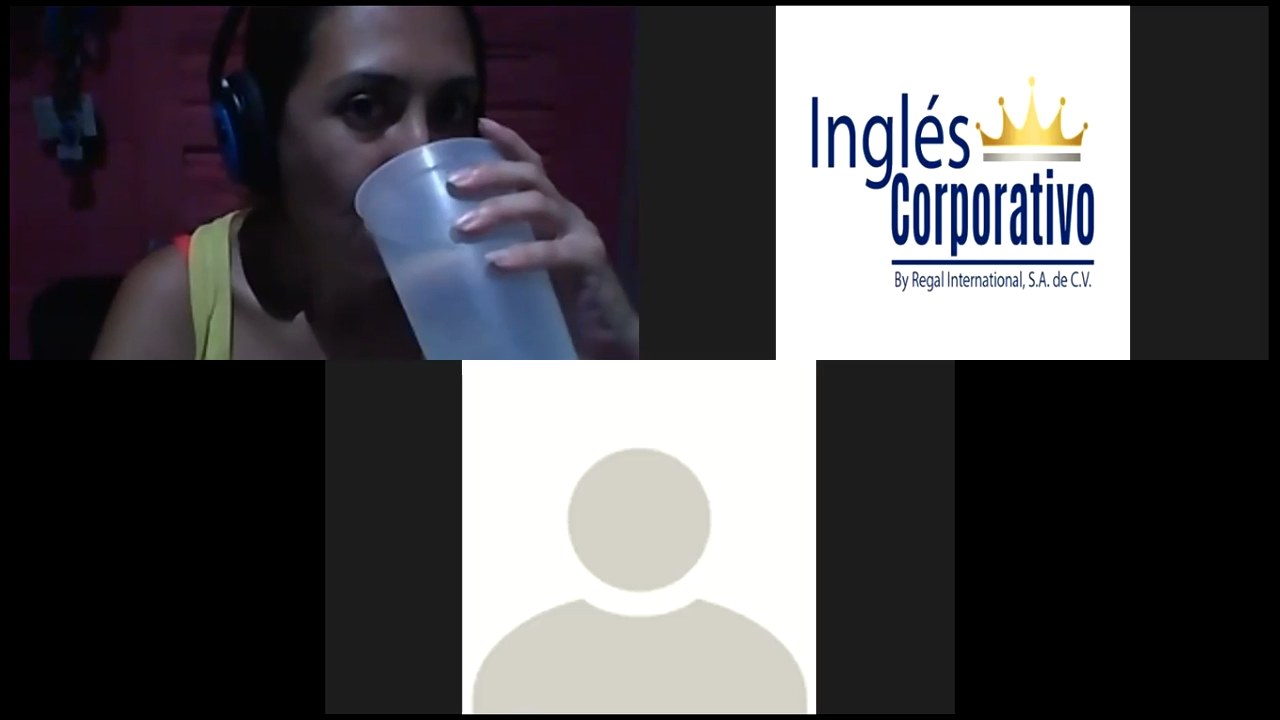 Inglés
Corporativo
By Regal International, S.A. de C.V.